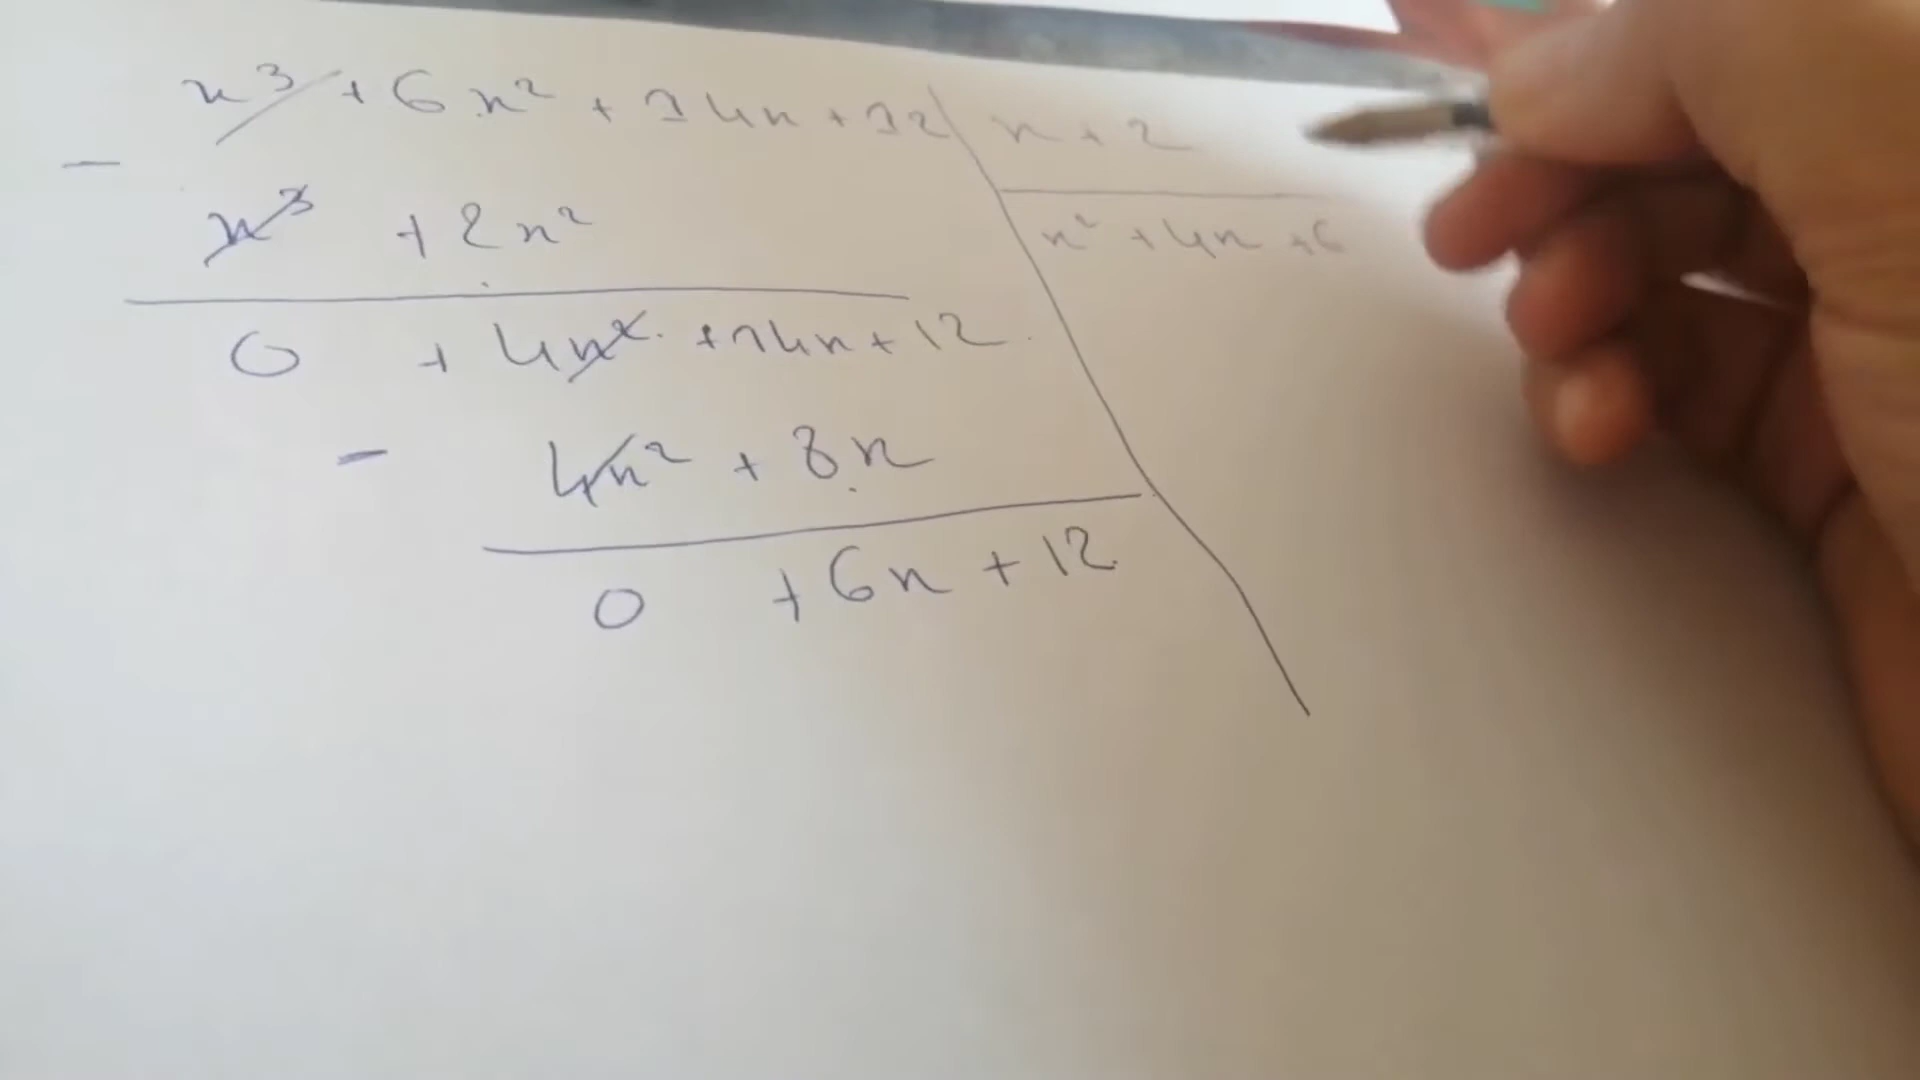 x³ + 6x² + 14x + 12 x + 2
-
x³ + 2x² x² + 4x + 6
0 + 4x² + 14x + 12
- 4x² + 8x
0 + 6x + 12